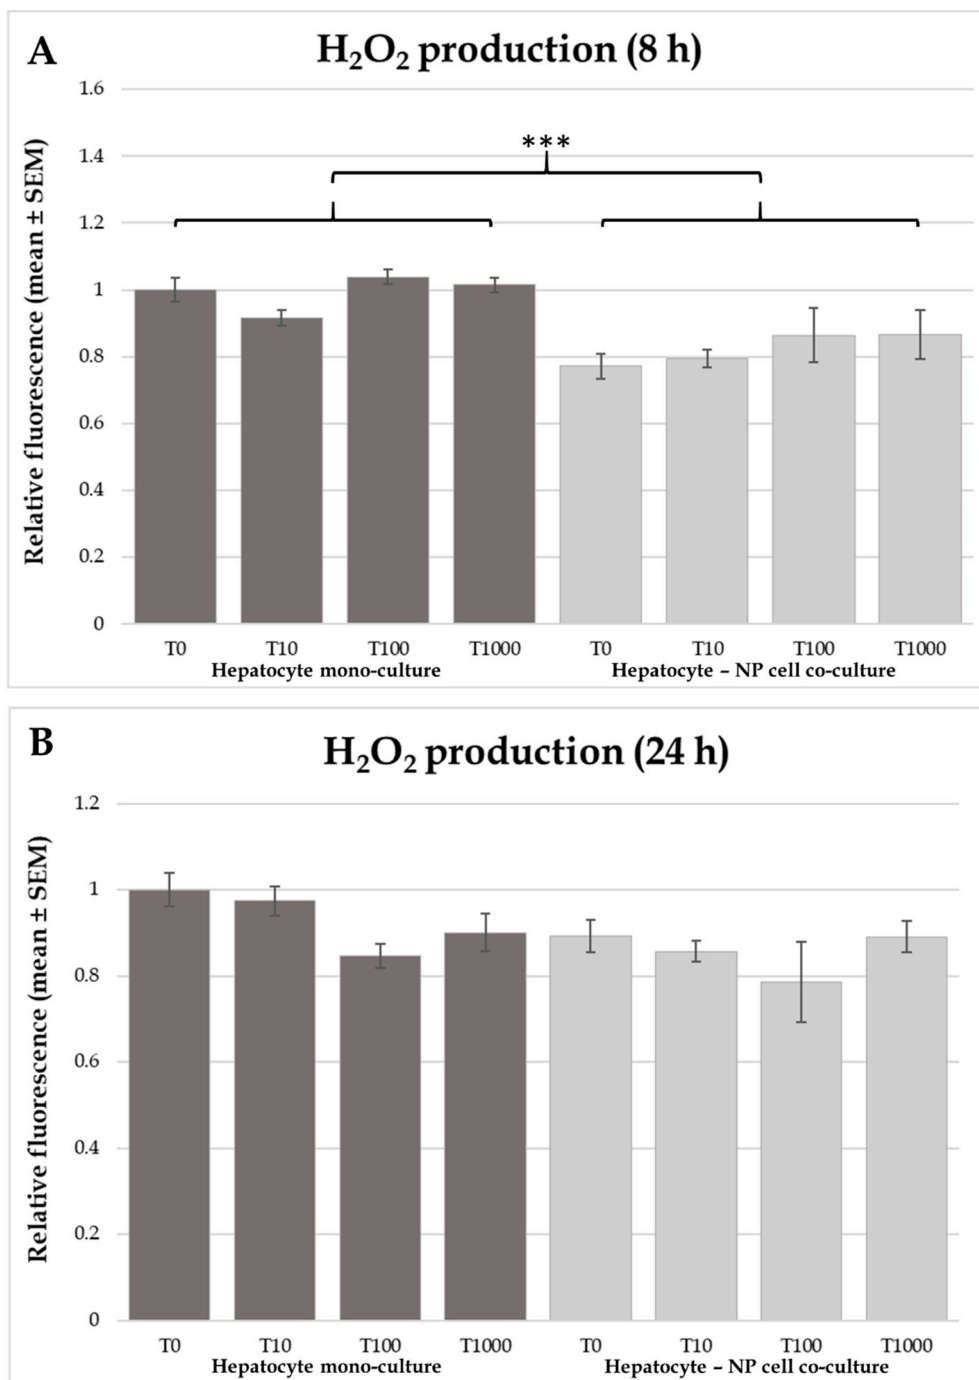 A
H₂O₂ production (8 h)
Relative fluorescence (mean ± SEM)
1.6
1.4
1.2
1
0.8
0.6
0.4
0.2
0
***
T0 T10 T100 T1000 T0 T10 T100 T1000
Hepatocyte mono-culture Hepatocyte – NP cell co-culture
B
H₂O₂ production (24 h)
Relative fluorescence (mean ± SEM)
1.2
1
0.8
0.6
0.4
0.2
0
T0 T10 T100 T1000 T0 T10 T100 T1000
Hepatocyte mono-culture Hepatocyte – NP cell co-culture